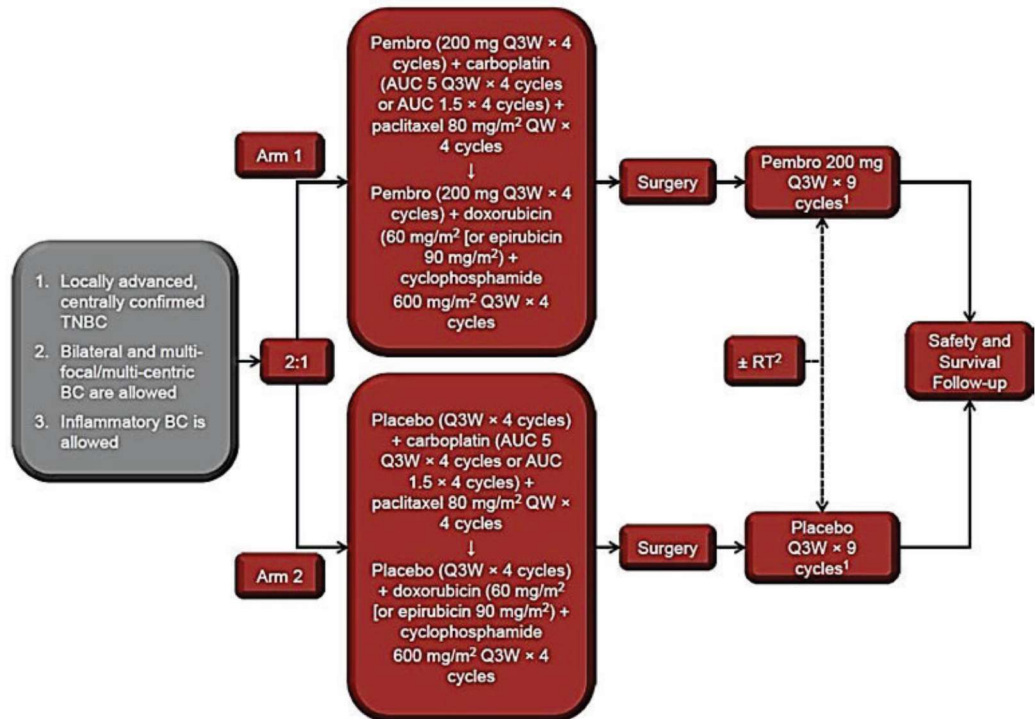 1. Locally advanced,
centrally confirmed
TNBC
2. Bilateral and multi-
focal/multi-centric
BC are allowed
3. Inflammatory BC is
allowed
2:1
Arm 1
Pembro (200 mg Q3W × 4
cycles) + carboplatin
(AUC 5 Q3W × 4 cycles
or AUC 1.5 × 4 cycles) +
paclitaxel 80 mg/m² QW ×
4 cycles
↓
Pembro (200 mg Q3W × 4
cycles) + doxorubicin
(60 mg/m² [or epirubicin
90 mg/m²) +
cyclophosphamide
600 mg/m² Q3W × 4
cycles
Surgery
Pembro 200 mg
Q3W × 9
cycles¹
Arm 2
Placebo (Q3W × 4 cycles)
+ carboplatin (AUC 5
Q3W × 4 cycles or AUC
1.5 × 4 cycles) +
paclitaxel 80 mg/m² QW ×
4 cycles
↓
Placebo (Q3W × 4 cycles)
+ doxorubicin (60 mg/m²
[or epirubicin 90 mg/m²) +
cyclophosphamide
600 mg/m² Q3W × 4
cycles
Surgery
Placebo
Q3W × 9
cycles¹
± RT²
Safety and
Survival
Follow-up